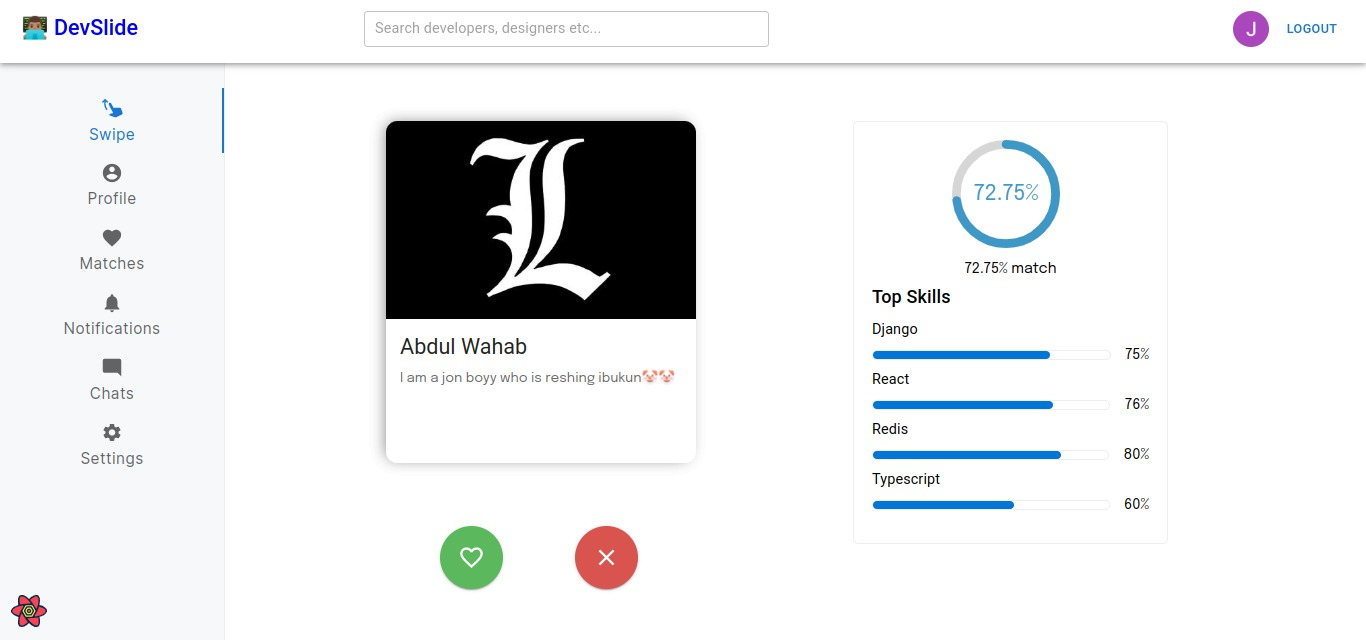 DevSlide
Search developers, designers etc...
J
LOGOUT
Swipe
Profile
Matches
Notifications
Chats
Settings
L
Abdul Wahab
I am a jon boyy who is reshing ibukun🤡🤡
72.75%
72.75% match
Top Skills
Django
75%
React
76%
Redis
80%
Typescript
60%